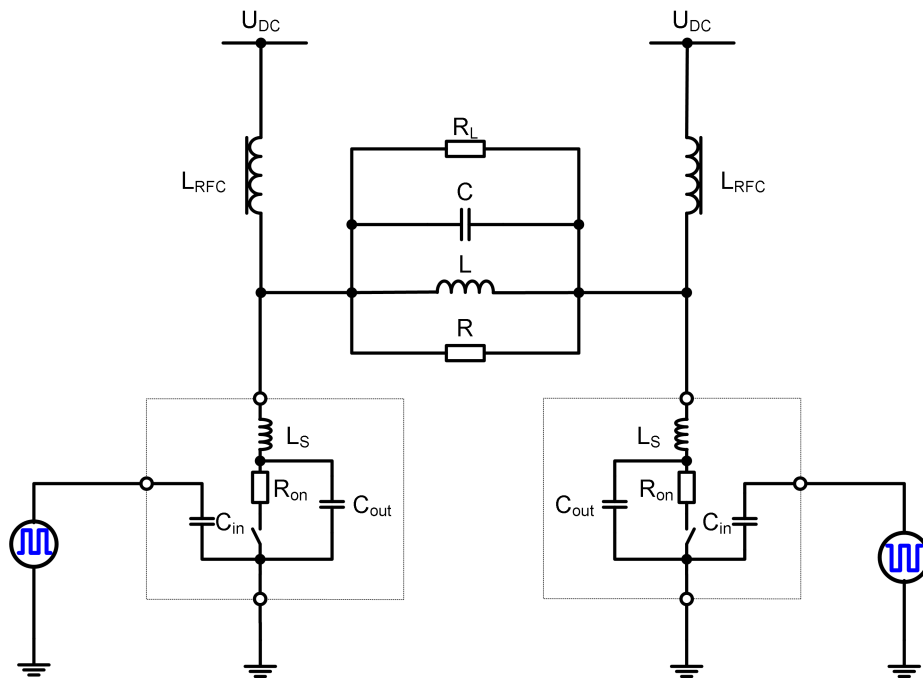 U_DC
U_DC
R_L
L_RFC
C
L_RFC
L
R
L_S
L_S
R_on
R_on
C_out
C_out
C_in
C_in